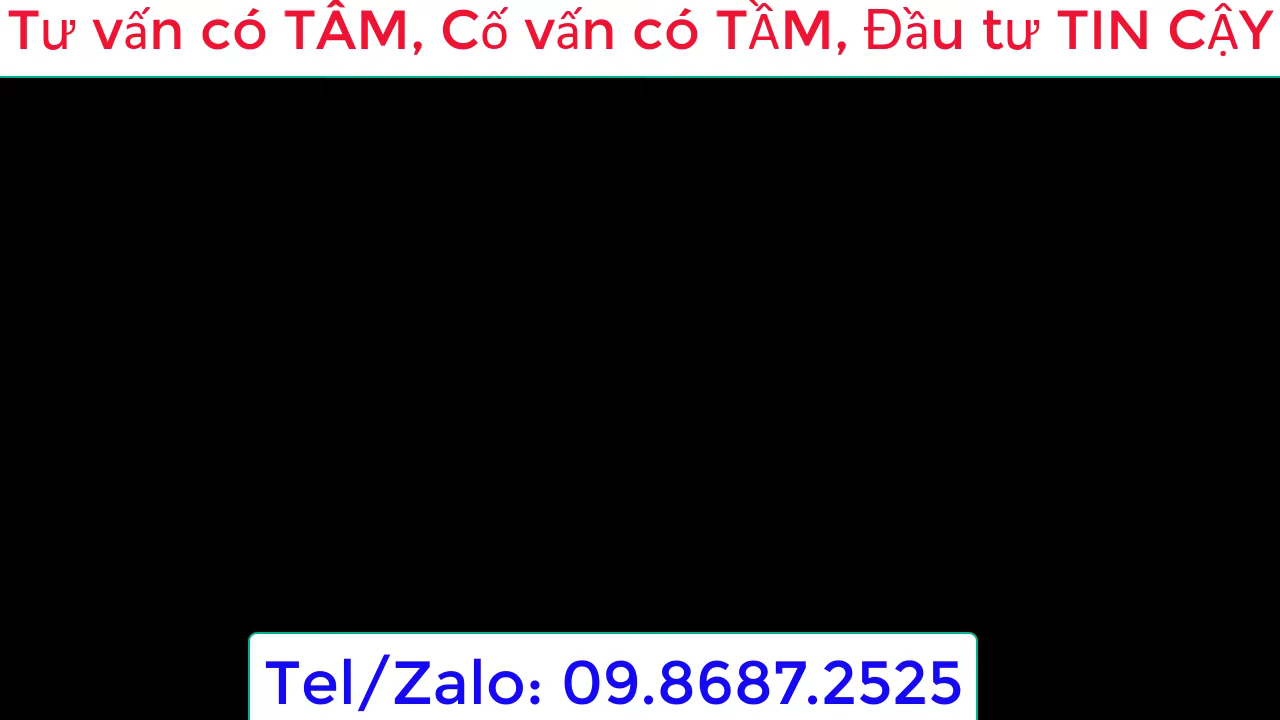 Tư vấn có TÂM, Cố vấn có TẦM, Đầu tư TIN CẬY
Tel/Zalo: 09.8687.2525